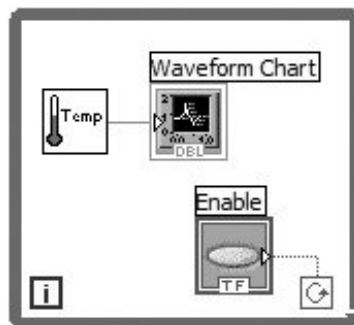 Waveform Chart
Temp
DBL
Enable
TF
i